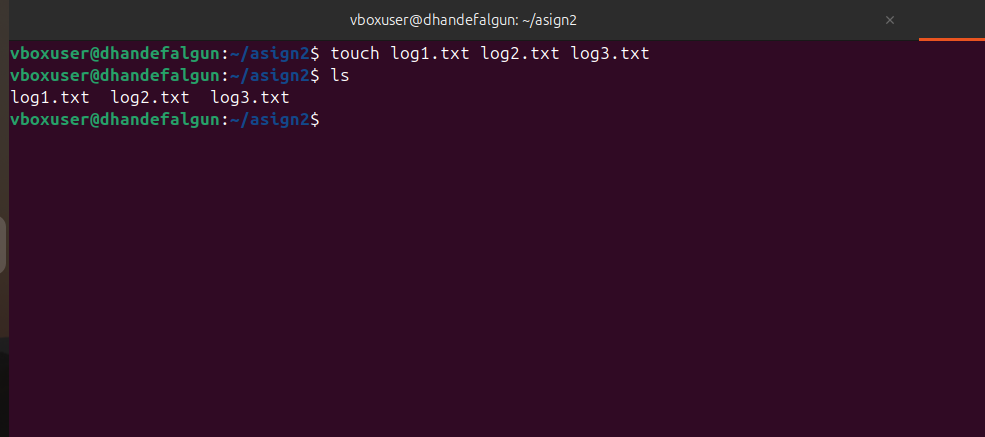 vboxuser@dhandefalgun: ~/asign2 ×
vboxuser@dhandefalgun:~/asign2$ touch log1.txt log2.txt log3.txt
vboxuser@dhandefalgun:~/asign2$ ls
log1.txt  log2.txt  log3.txt
vboxuser@dhandefalgun:~/asign2$